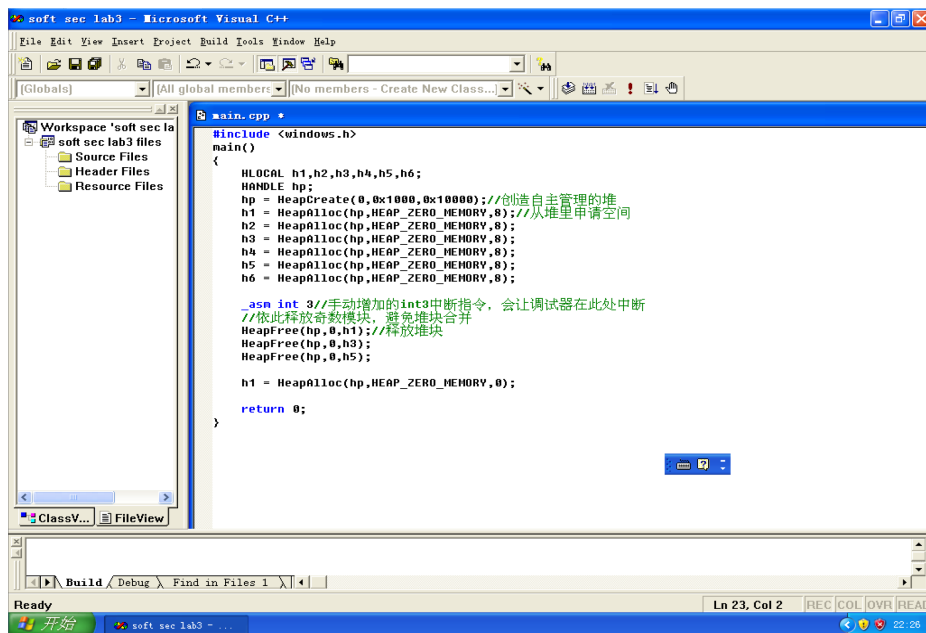 soft sec lab3 - Microsoft Visual C++
File Edit View Insert Project Build Tools Window Help
(Globals) (All global members (No members - Create New Class...)
Workspace 'soft sec la
soft sec lab3 files
Source Files
Header Files
Resource Files
ClassV... FileView
main.cpp *
#include <windows.h>
main()
{
HLOCAL h1,h2,h3,h4,h5,h6;
HANDLE hp;
hp = HeapCreate(0,0x1000,0x10000);//创造自主管理的堆
h1 = HeapAlloc(hp,HEAP_ZERO_MEMORY,8);//从堆里申请空间
h2 = HeapAlloc(hp,HEAP_ZERO_MEMORY,8);
h3 = HeapAlloc(hp,HEAP_ZERO_MEMORY,8);
h4 = HeapAlloc(hp,HEAP_ZERO_MEMORY,8);
h5 = HeapAlloc(hp,HEAP_ZERO_MEMORY,8);
h6 = HeapAlloc(hp,HEAP_ZERO_MEMORY,8);
_asm int 3//手动增加的int3中断指令，会让调试器在此处中断
//依此释放奇数模块，避免堆块合并
HeapFree(hp,0,h1);//释放堆块
HeapFree(hp,0,h3);
HeapFree(hp,0,h5);
h1 = HeapAlloc(hp,HEAP_ZERO_MEMORY,0);
return 0;
}
Build Debug Find in Files 1
Ready Ln 23, Col 2 REC COL OVR READ
开始 soft sec lab3 - ... 22:26